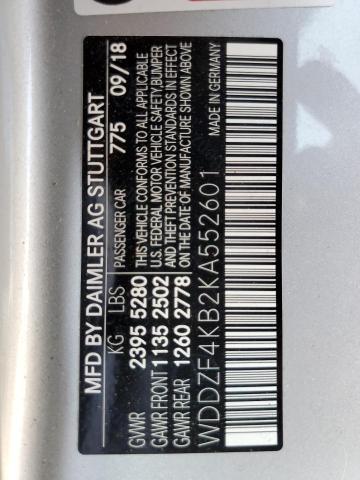 MFD BY DAIMLER AG STUTTGART
KG LBS PASSENGER CAR 775 09/18
GVWR 2395 5280 THIS VEHICLE CONFORMS TO ALL APPLICABLE
U.S. FEDERAL MOTOR VEHICLE SAFETY,BUMPER
GAWR FRONT 1135 2502 AND THEFT PREVENTION STANDARDS IN EFFECT
GAWR REAR 1260 2778 ON THE DATE OF MANUFACTURE SHOWN ABOVE
WDDZF4KB2KA552601 MADE IN GERMANY